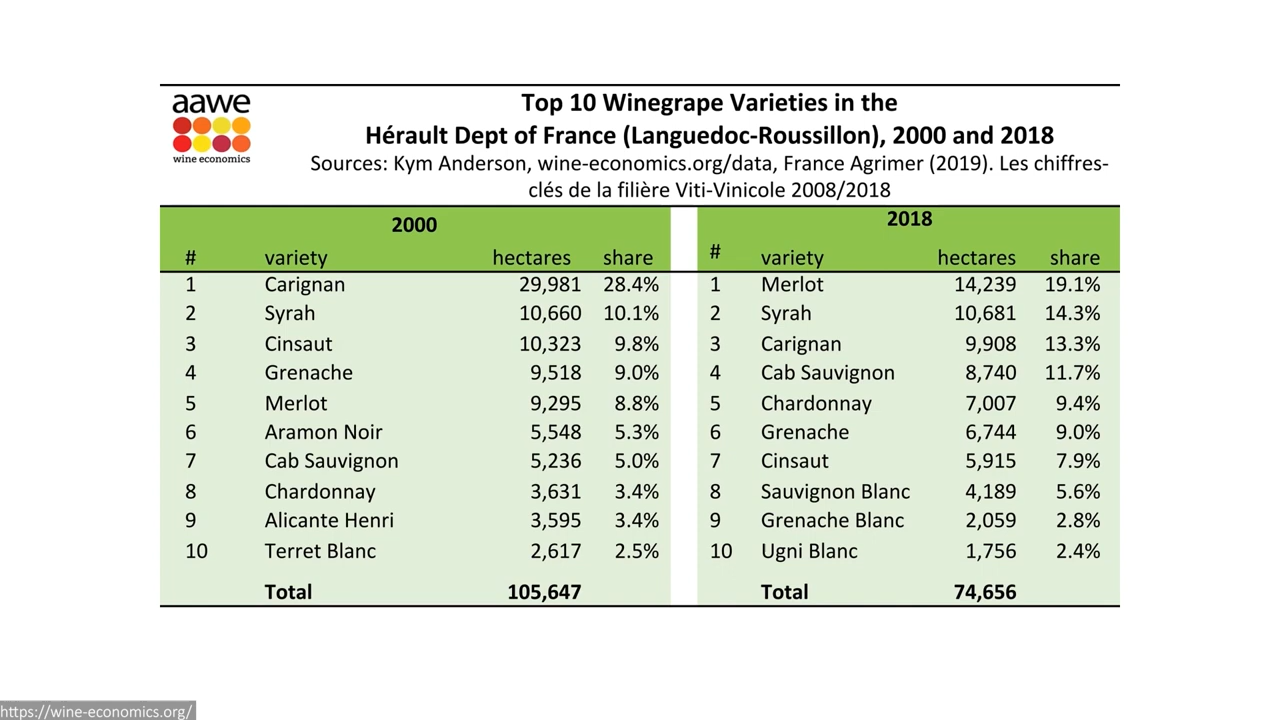 aawe
wine economics
Top 10 Winegrape Varieties in the
Hérault Dept of France (Languedoc-Roussillon), 2000 and 2018
Sources: Kym Anderson, wine-economics.org/data, France Agrimer (2019). Les chiffres-
clés de la filière Viti-Vinicole 2008/2018
2000 2018
# variety hectares share # variety hectares share
1 Carignan 29,981 28.4% 1 Merlot 14,239 19.1%
2 Syrah 10,660 10.1% 2 Syrah 10,681 14.3%
3 Cinsaut 10,323 9.8% 3 Carignan 9,908 13.3%
4 Grenache 9,518 9.0% 4 Cab Sauvignon 8,740 11.7%
5 Merlot 9,295 8.8% 5 Chardonnay 7,007 9.4%
6 Aramon Noir 5,548 5.3% 6 Grenache 6,744 9.0%
7 Cab Sauvignon 5,236 5.0% 7 Cinsaut 5,915 7.9%
8 Chardonnay 3,631 3.4% 8 Sauvignon Blanc 4,189 5.6%
9 Alicante Henri 3,595 3.4% 9 Grenache Blanc 2,059 2.8%
10 Terret Blanc 2,617 2.5% 10 Ugni Blanc 1,756 2.4%
Total 105,647 Total 74,656
https://wine-economics.org/